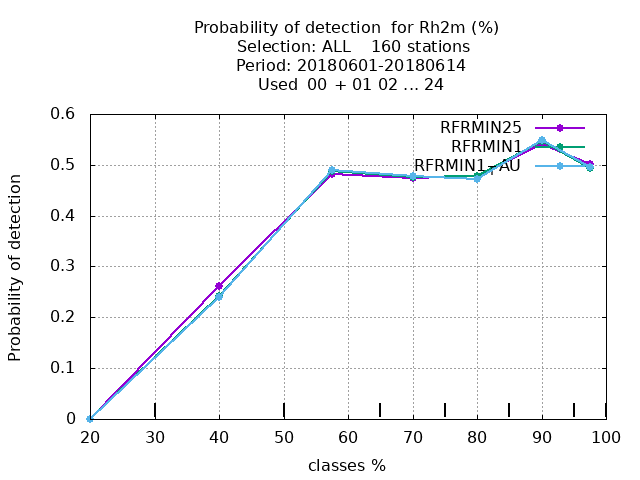 Probability of detection for Rh2m (%)
Selection: ALL 160 stations
Period: 20180601-20180614
Used 00 + 01 02 ... 24
0.6
0.5
0.4
0.3
0.2
0.1
0
Probability of detection
RFRMIN25
RFRMIN1
RFRMIN1+AU
20 30 40 50 60 70 80 90 100
classes %